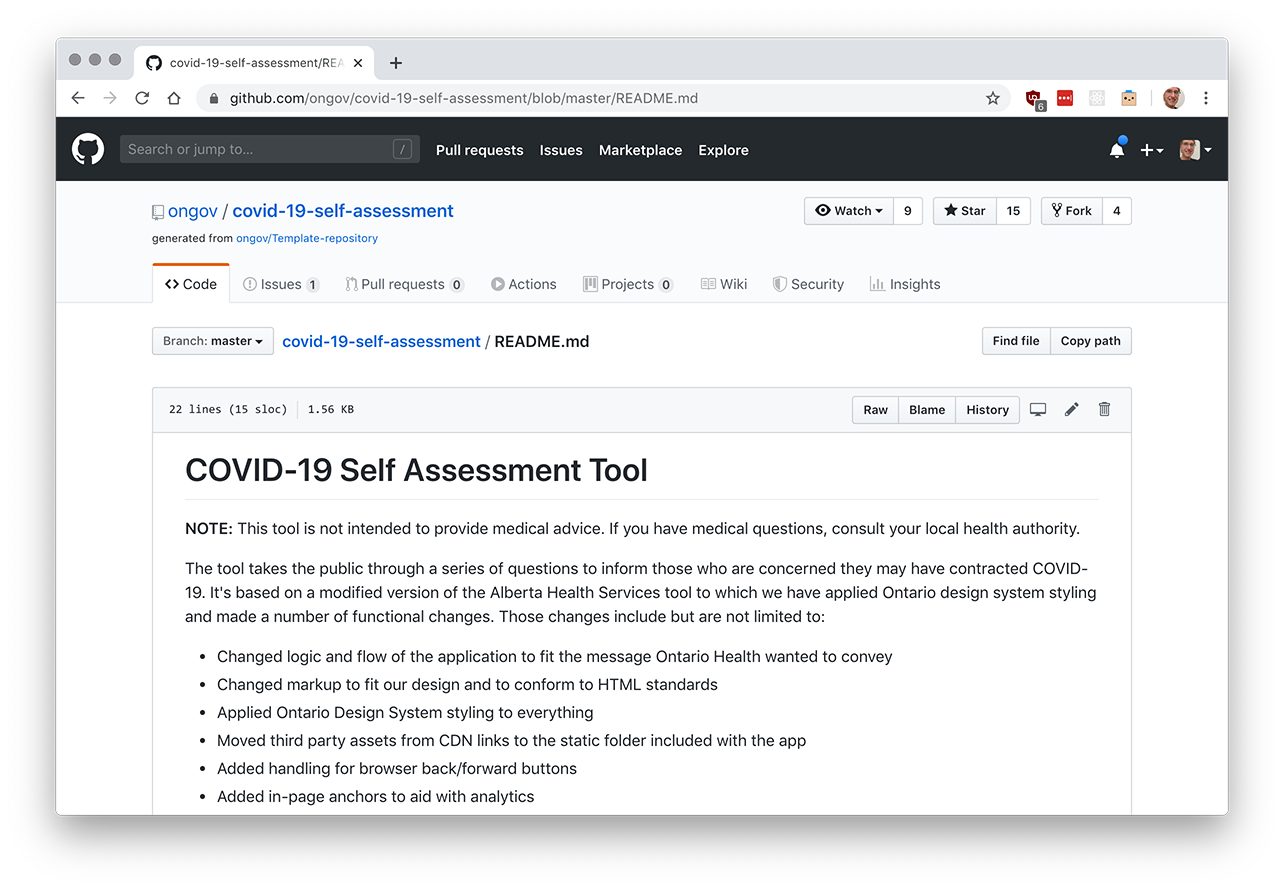 covid-19-self-assessment/REA
github.com/ongov/covid-19-self-assessment/blob/master/README.md
6
Search or jump to... /
Pull requests Issues Marketplace Explore
ongov / covid-19-self-assessment
Watch 9 Star 15 Fork 4
generated from ongov/Template-repository
Code Issues 1 Pull requests 0 Actions Projects 0 Wiki Security Insights
Branch: master covid-19-self-assessment / README.md Find file Copy path
22 lines (15 sloc) 1.56 KB Raw Blame History
COVID-19 Self Assessment Tool
NOTE: This tool is not intended to provide medical advice. If you have medical questions, consult your local health authority.
The tool takes the public through a series of questions to inform those who are concerned they may have contracted COVID-
19. It's based on a modified version of the Alberta Health Services tool to which we have applied Ontario design system styling
and made a number of functional changes. Those changes include but are not limited to:
• Changed logic and flow of the application to fit the message Ontario Health wanted to convey
• Changed markup to fit our design and to conform to HTML standards
• Applied Ontario Design System styling to everything
• Moved third party assets from CDN links to the static folder included with the app
• Added handling for browser back/forward buttons
• Added in-page anchors to aid with analytics